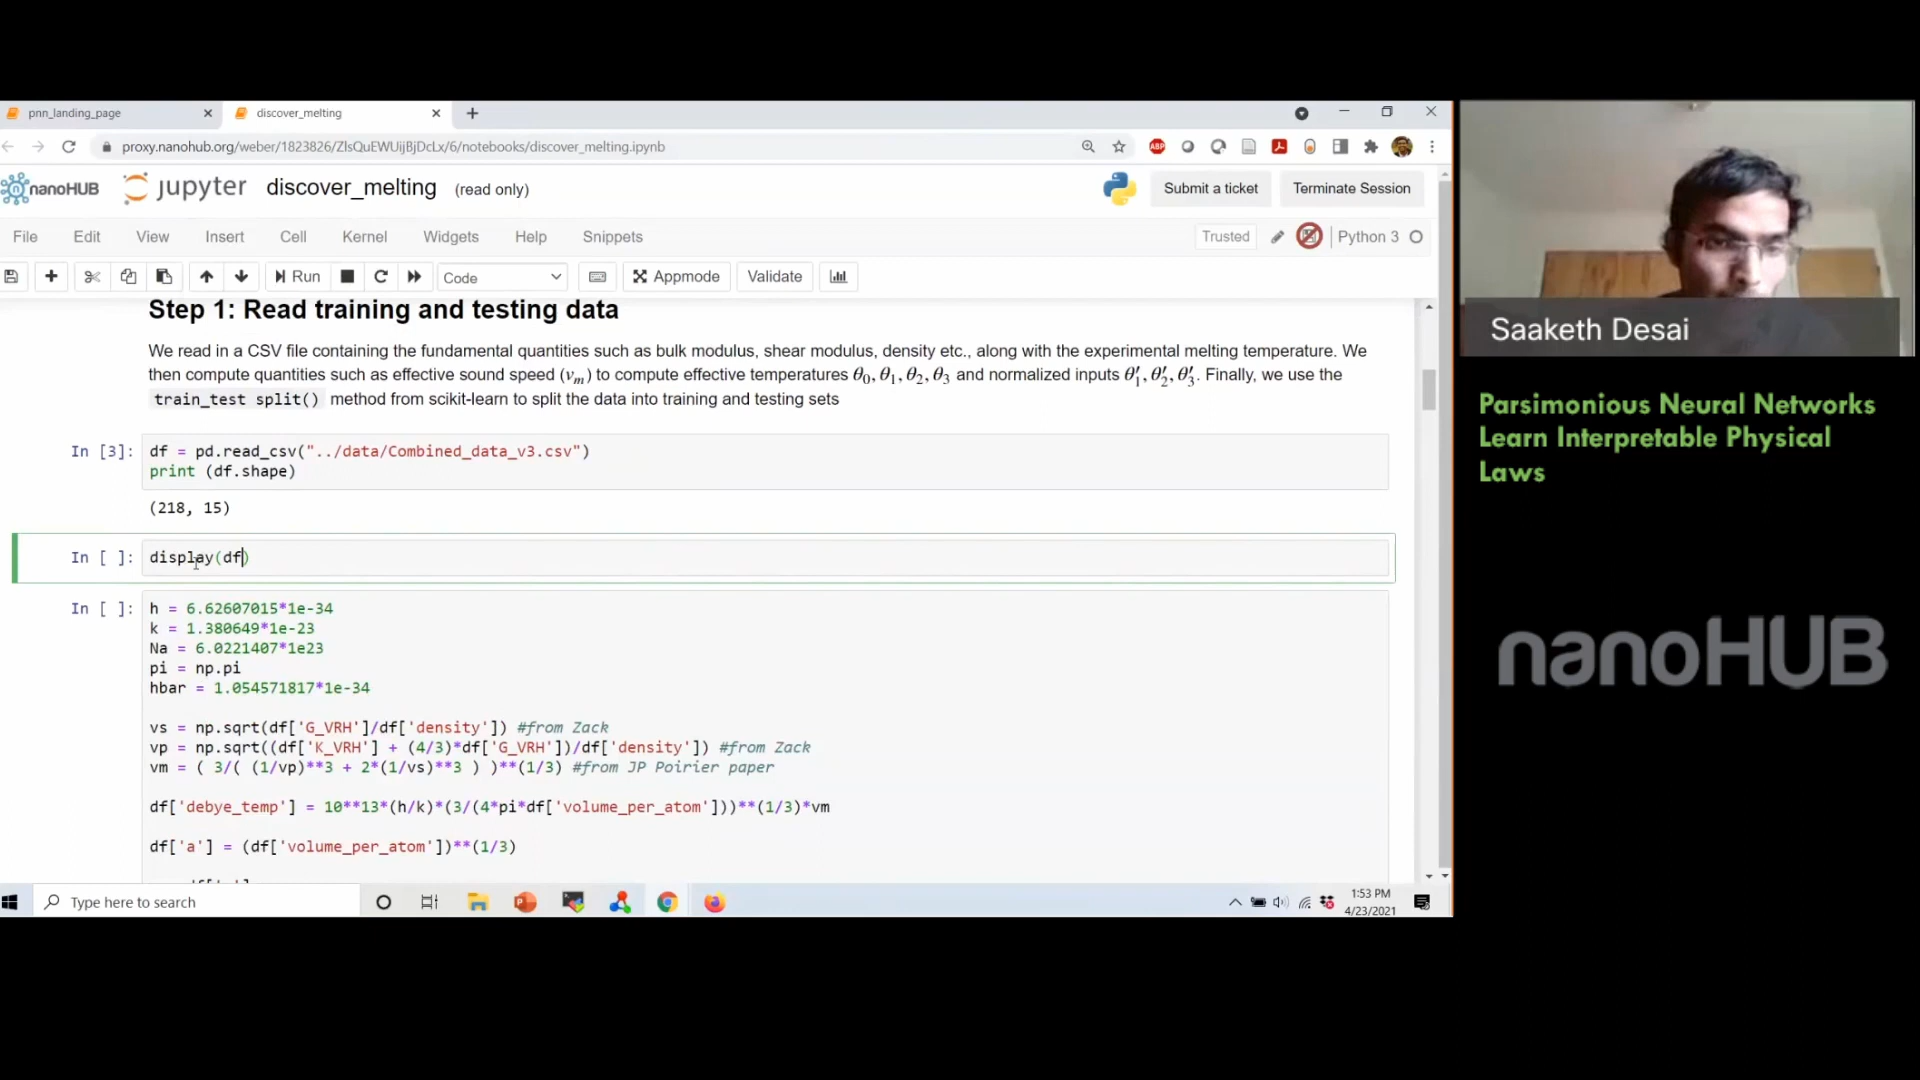 pnn_landing_page
discover_melting
proxy.nanohub.org/weber/1823826/ZlsQuEWUijBjDcLx/6/notebooks/discover_melting.ipynb
ABP
nanoHUB jupyter discover_melting (read only)
Submit a ticket
Terminate Session
File Edit View Insert Cell Kernel Widgets Help Snippets
Trusted
Python 3
Run
Code
Appmode
Validate
Step 1: Read training and testing data
We read in a CSV file containing the fundamental quantities such as bulk modulus, shear modulus, density etc., along with the experimental melting temperature. We
then compute quantities such as effective sound speed (vₘ) to compute effective temperatures θ₀, θ₁, θ₂, θ₃ and normalized inputs θ′₁, θ′₂, θ′₃. Finally, we use the
train_test split() method from scikit-learn to split the data into training and testing sets
In [3]: df = pd.read_csv("../data/Combined_data_v3.csv")
print (df.shape)
(218, 15)
In [ ]: display(df)
In [ ]: h = 6.62607015*1e-34
k = 1.380649*1e-23
Na = 6.0221407*1e23
pi = np.pi
hbar = 1.054571817*1e-34
vs = np.sqrt(df['G_VRH']/df['density']) #from Zack
vp = np.sqrt((df['K_VRH'] + (4/3)*df['G_VRH'])/df['density']) #from Zack
vm = ( 3/( (1/vp)**3 + 2*(1/vs)**3 ) )**(1/3) #from JP Poirier paper
df['debye_temp'] = 10**13*(h/k)*(3/(4*pi*df['volume_per_atom']))**(1/3)*vm
df['a'] = (df['volume_per_atom'])**(1/3)
Type here to search
1:53 PM
4/23/2021
Saaketh Desai
Parsimonious Neural Networks
Learn Interpretable Physical
Laws
nanoHUB